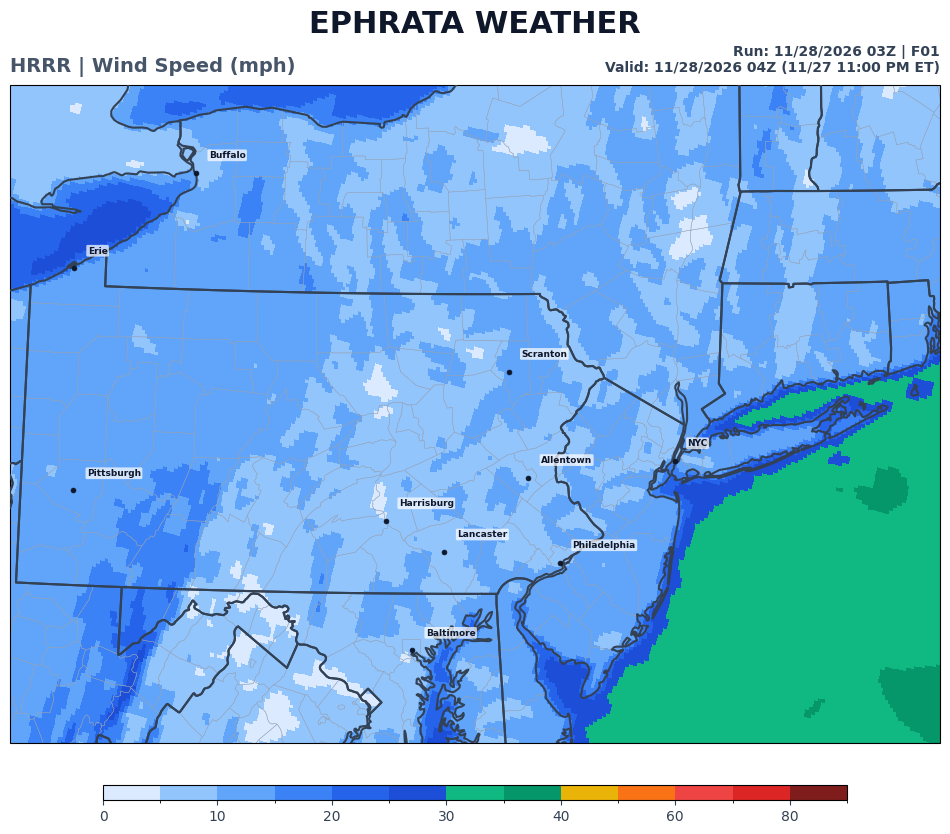 EPHRATA WEATHER
HRRR | Wind Speed (mph)
Run: 11/28/2026 03Z | F01
Valid: 11/28/2026 04Z (11/27 11:00 PM ET)
Buffalo
Erie
Scranton
NYC
Allentown
Pittsburgh
Harrisburg
Lancaster
Philadelphia
Baltimore
0 10 20 30 40 60 80